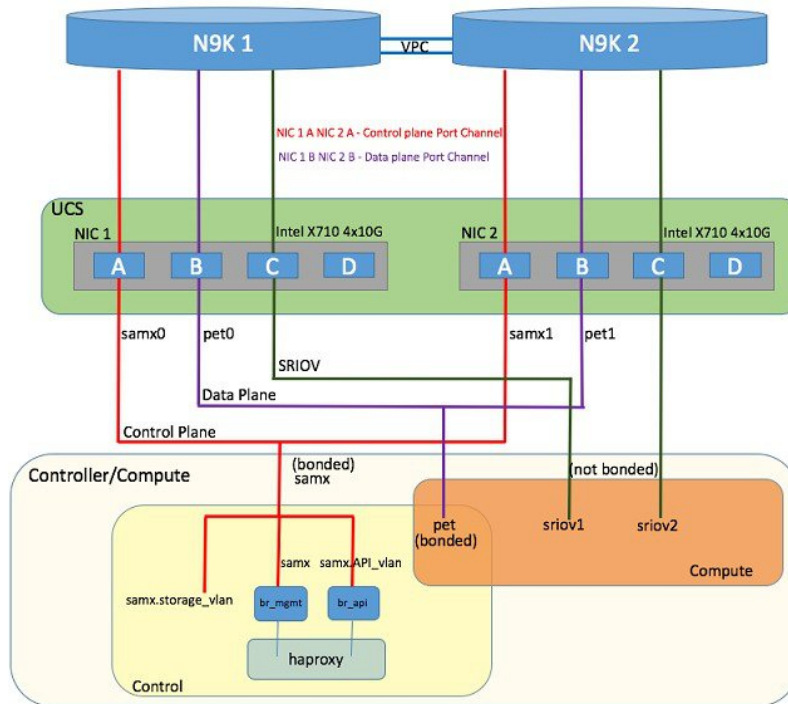 N9K 1
VPC
N9K 2
NIC 1 A NIC 2 A - Control plane Port Channel
NIC 1 B NIC 2 B - Data plane Port Channel
UCS
NIC 1
Intel X710 4x10G
NIC 2
Intel X710 4x10G
A
B
C
D
A
B
C
D
samx0
pet0
samx1
pet1
SRIOV
Data Plane
Control Plane
Controller/Compute
(bonded)
samx
(not bonded)
pet
(bonded)
sriov1
sriov2
Compute
samx
samx.API_vlan
samx.storage_vlan
br_mgmt
br_api
haproxy
Control